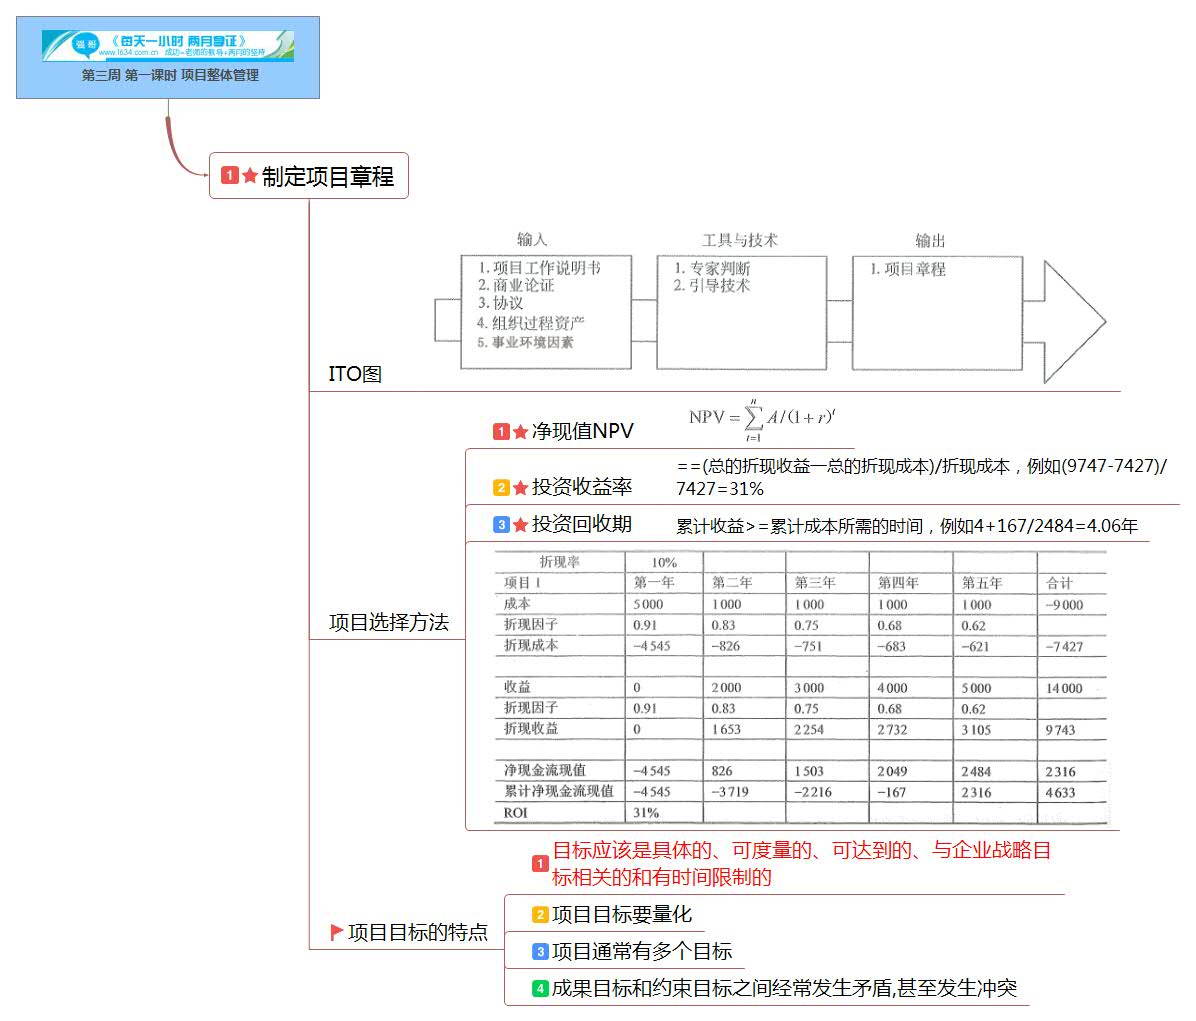 强哥 《每天一小时 两月拿证》
www.1634.com.cn 成功=老师的教导+两月的坚持
第三周 第一课时 项目整体管理
1 制定项目章程
输入 工具与技术 输出
1. 项目工作说明书
2. 商业论证
3. 协议
4. 组织过程资产
5. 事业环境因素
1. 专家判断
2. 引导技术
1. 项目章程
ITO图
1 净现值NPV
NPV = ∑ A/(1+r)^t
n
t=1
2 投资收益率
==(总的折现收益—总的折现成本)/折现成本，例如(9747-7427)/
7427=31%
3 投资回收期
累计收益>=累计成本所需的时间，例如4+167/2484=4.06年
项目选择方法
折现率 10%
项目 1 第一年 第二年 第三年 第四年 第五年 合计
成本 5000 1000 1000 1000 1000 -9000
折现因子 0.91 0.83 0.75 0.68 0.62
折现成本 -4545 -826 -751 -683 -621 -7427
收益 0 2000 3000 4000 5000 14000
折现因子 0.91 0.83 0.75 0.68 0.62
折现收益 0 1653 2254 2732 3105 9743
净现金流现值 -4545 826 1503 2049 2484 2316
累计净现金流现值 -4545 -3719 -2216 -167 2316 4633
ROI 31%
项目目标的特点
1 目标应该是具体的、可度量的、可达到的、与企业战略目
标相关的和有时间限制的
2 项目目标要量化
3 项目通常有多个目标
4 成果目标和约束目标之间经常发生矛盾,甚至发生冲突